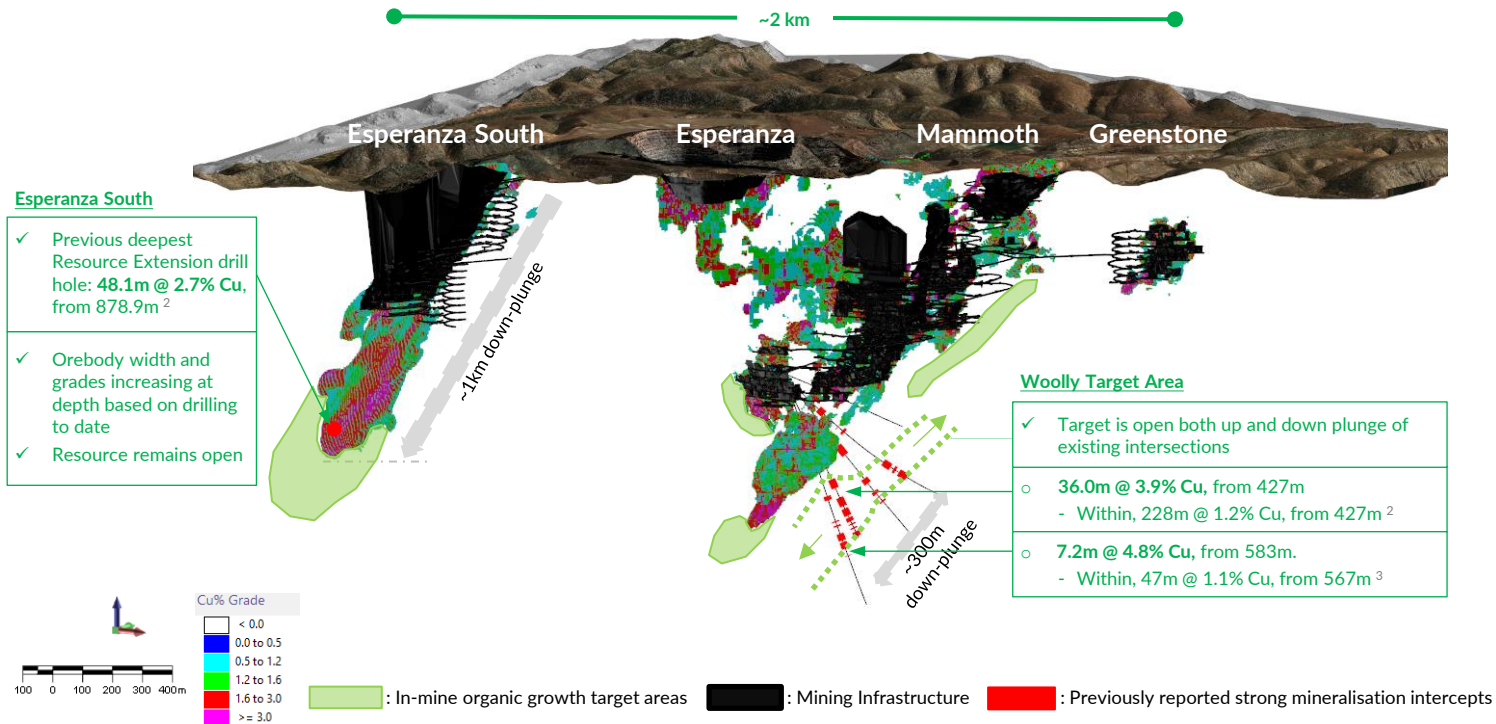 ~2 km
Esperanza South
Esperanza
Mammoth
Greenstone
Esperanza South
✓ Previous deepest
Resource Extension drill
hole: 48.1m @ 2.7% Cu,
from 878.9m 2
✓ Orebody width and
grades increasing at
depth based on drilling
to date
✓ Resource remains open
~1km down-plunge
Woolly Target Area
✓ Target is open both up and down plunge of
existing intersections
○ 36.0m @ 3.9% Cu, from 427m
- Within, 228m @ 1.2% Cu, from 427m 2
○ 7.2m @ 4.8% Cu, from 583m.
- Within, 47m @ 1.1% Cu, from 567m 3
~300m
down-plunge
Cu% Grade
< 0.0
0.0 to 0.5
0.5 to 1.2
1.2 to 1.6
1.6 to 3.0
>= 3.0
100 0 100 200 300 400m
: In-mine organic growth target areas
: Mining Infrastructure
: Previously reported strong mineralisation intercepts